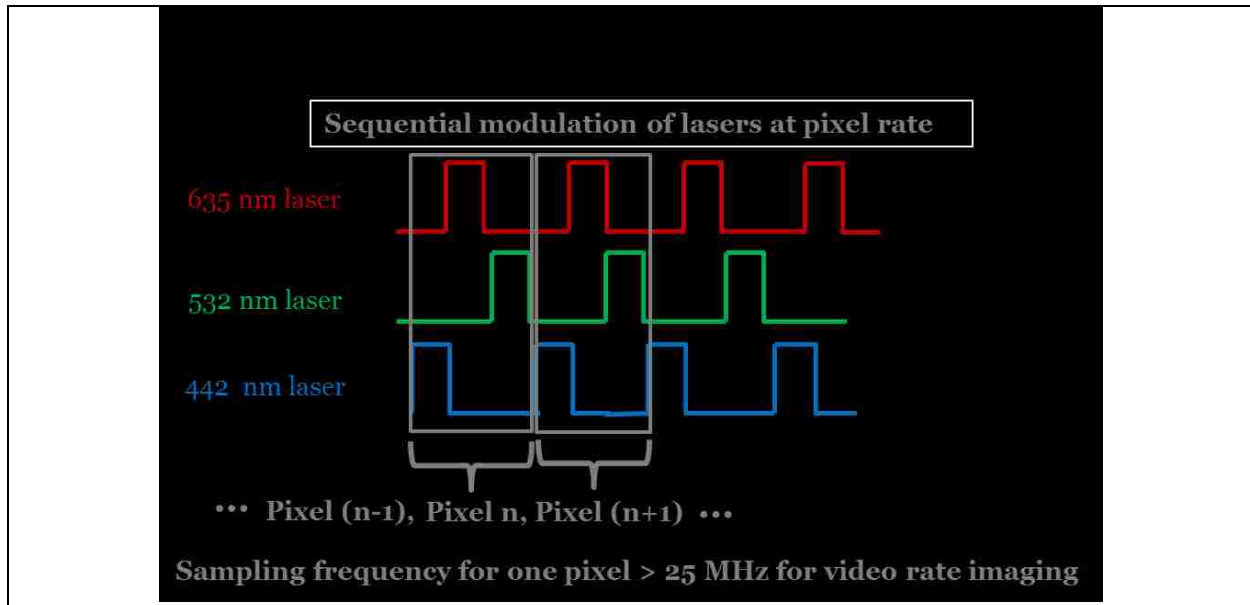 Sequential modulation of lasers at pixel rate
635 nm laser
532 nm laser
442 nm laser
... Pixel (n-1), Pixel n, Pixel (n+1) ...
Sampling frequency for one pixel > 25 MHz for video rate imaging